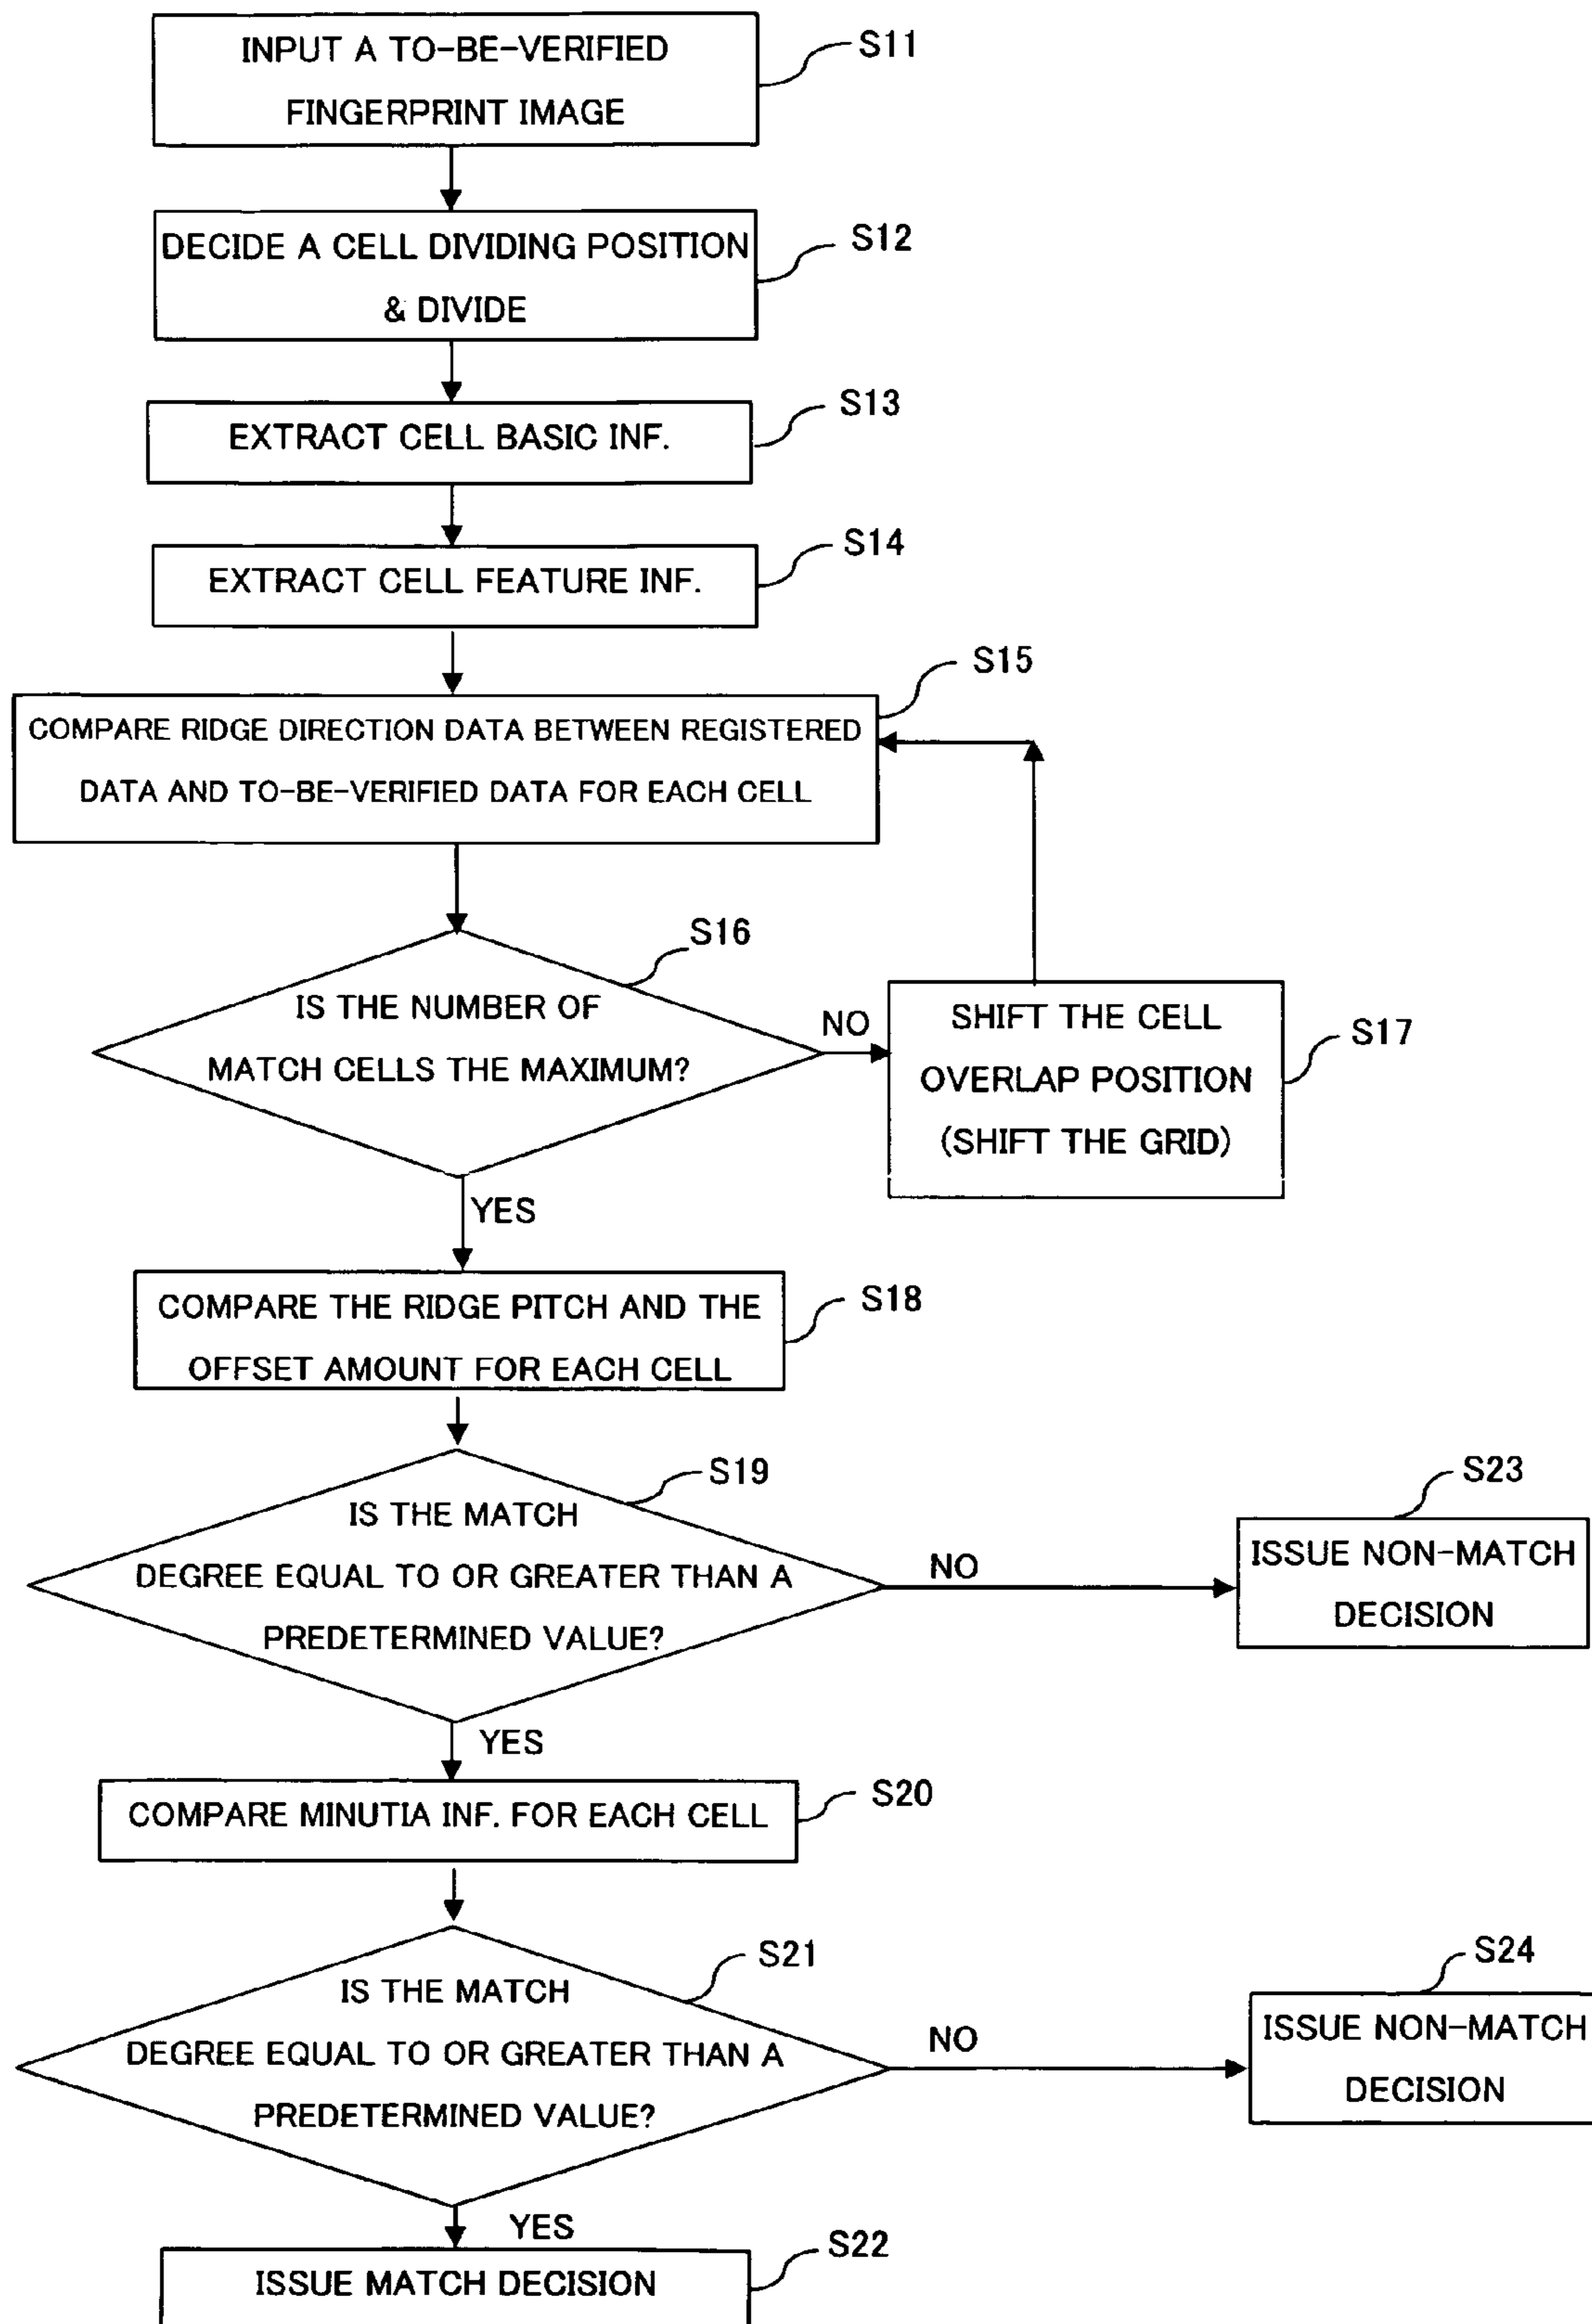 INPUT A TO-BE-VERIFIED
FINGERPRINT IMAGE
S11
DECIDE A CELL DIVIDING POSITION
& DIVIDE
S12
EXTRACT CELL BASIC INF.
S13
EXTRACT CELL FEATURE INF.
S14
COMPARE RIDGE DIRECTION DATA BETWEEN REGISTERED
DATA AND TO-BE-VERIFIED DATA FOR EACH CELL
S15
IS THE NUMBER OF
MATCH CELLS THE MAXIMUM?
S16
NO
SHIFT THE CELL
OVERLAP POSITION
(SHIFT THE GRID)
S17
YES
COMPARE THE RIDGE PITCH AND THE
OFFSET AMOUNT FOR EACH CELL
S18
IS THE MATCH
DEGREE EQUAL TO OR GREATER THAN A
PREDETERMINED VALUE?
S19
NO
ISSUE NON-MATCH
DECISION
S23
YES
COMPARE MINUTIA INF. FOR EACH CELL
S20
IS THE MATCH
DEGREE EQUAL TO OR GREATER THAN A
PREDETERMINED VALUE?
S21
NO
ISSUE NON-MATCH
DECISION
S24
YES
ISSUE MATCH DECISION
S22